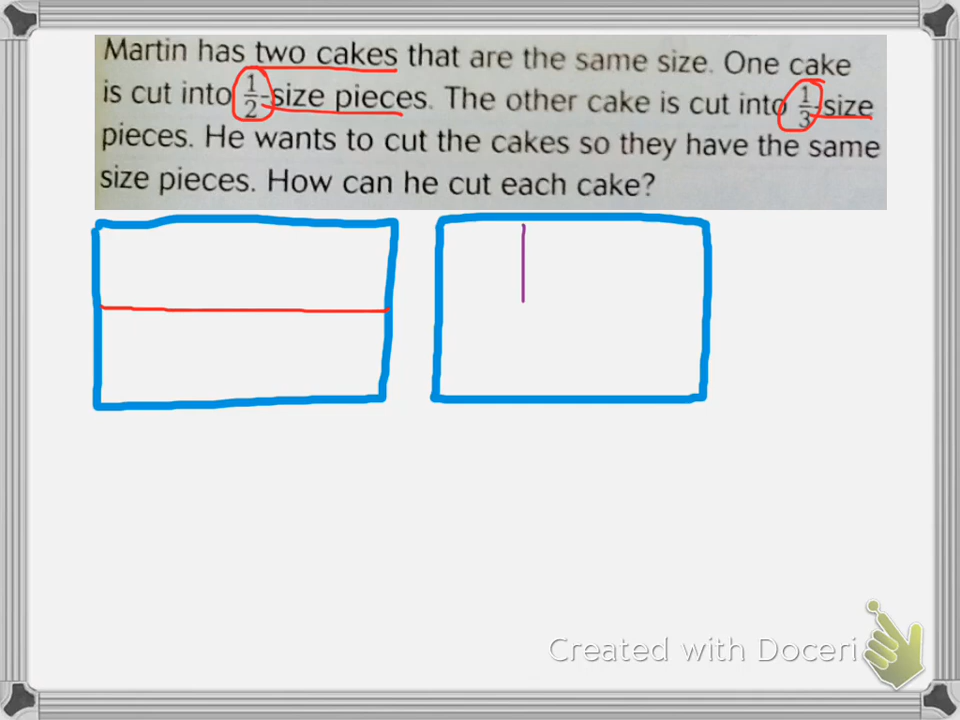 Martin has two cakes that are the same size. One cake
is cut into 1/2-size pieces. The other cake is cut into 1/3-size
pieces. He wants to cut the cakes so they have the same
size pieces. How can he cut each cake?
Created with Doceri